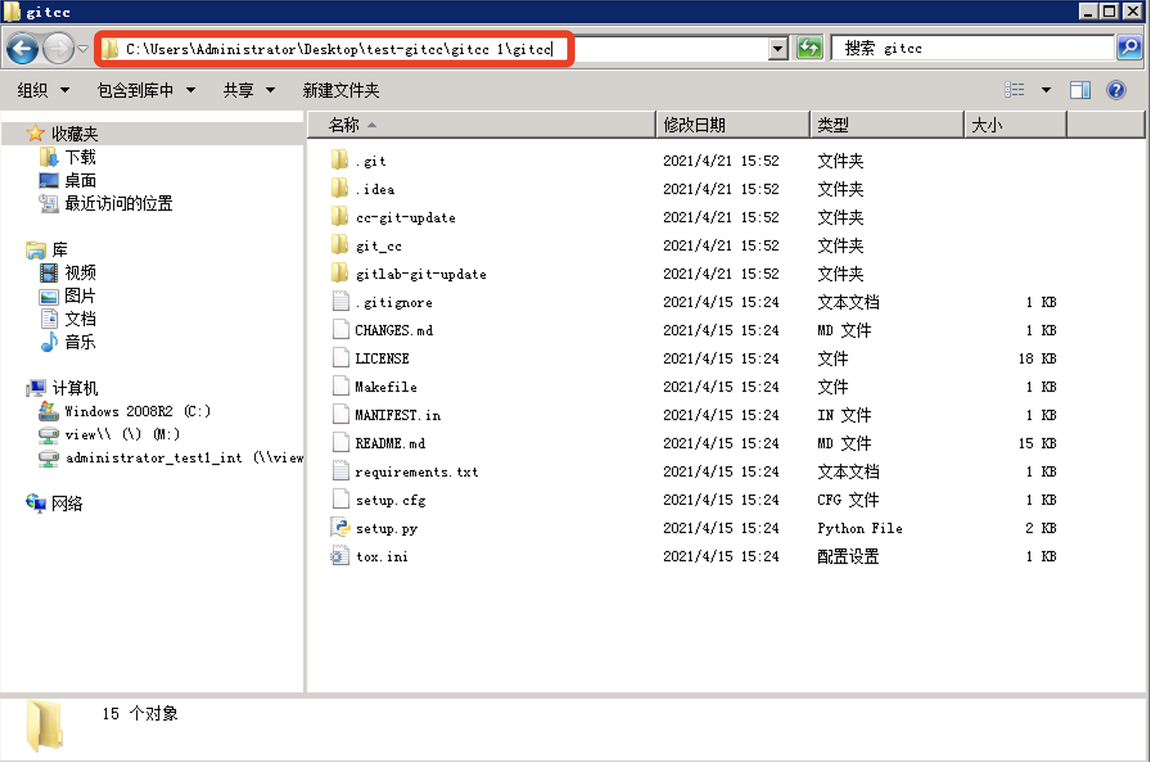 gitcc
C:\Users\Administrator\Desktop\test-gitcc\gitcc 1\gitcc
搜索 gitcc
组织 包含到库中 共享 新建文件夹
名称 修改日期 类型 大小
收藏夹
下载
桌面
最近访问的位置
库
视频
图片
文档
音乐
计算机
Windows 2008R2 (C:)
view\\ (\) (M:)
administrator_test1_int (\\view
网络
.git 2021/4/21 15:52 文件夹
.idea 2021/4/21 15:52 文件夹
cc-git-update 2021/4/21 15:52 文件夹
git_cc 2021/4/21 15:52 文件夹
gitlab-git-update 2021/4/21 15:52 文件夹
.gitignore 2021/4/15 15:24 文本文档 1 KB
CHANGES.md 2021/4/15 15:24 MD 文件 1 KB
LICENSE 2021/4/15 15:24 文件 18 KB
Makefile 2021/4/15 15:24 文件 1 KB
MANIFEST.in 2021/4/15 15:24 IN 文件 1 KB
README.md 2021/4/15 15:24 MD 文件 15 KB
requirements.txt 2021/4/15 15:24 文本文档 1 KB
setup.cfg 2021/4/15 15:24 CFG 文件 1 KB
setup.py 2021/4/15 15:24 Python File 2 KB
tox.ini 2021/4/15 15:24 配置设置 1 KB
15 个对象